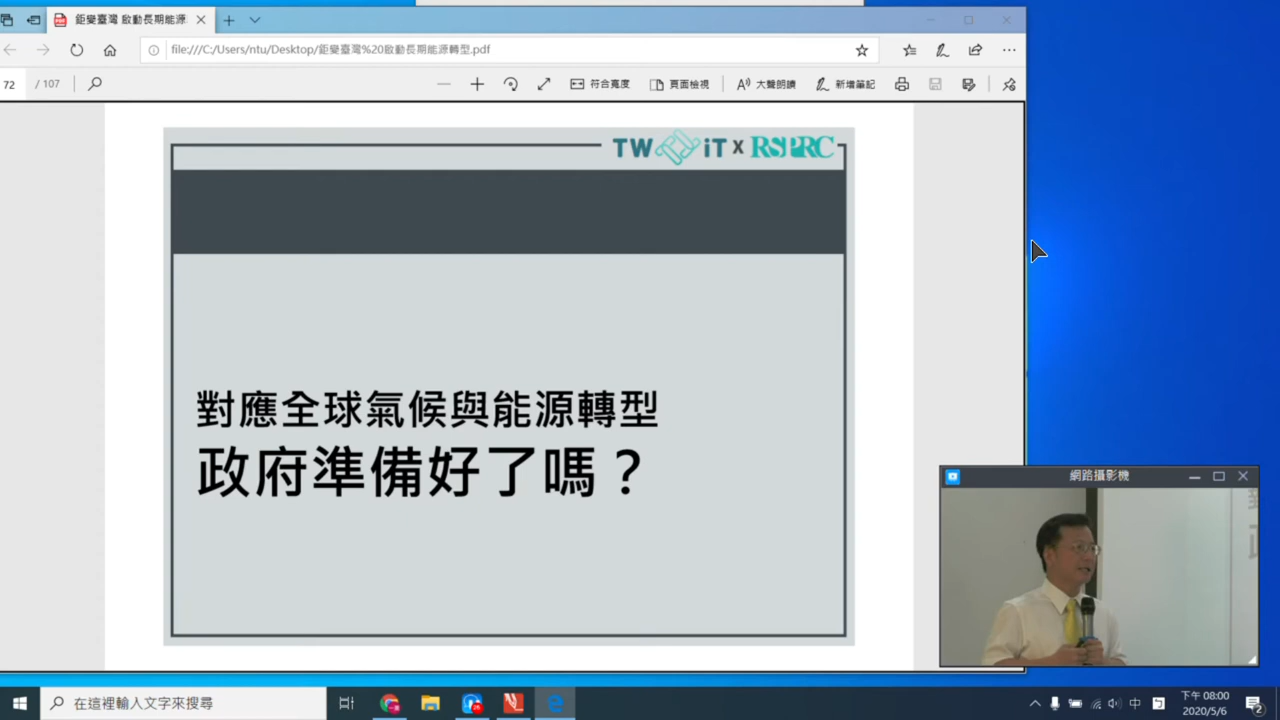 鉅變臺灣 啟動長期能源
file:///C:/Users/ntu/Desktop/鉅變臺灣%20啟動長期能源轉型.pdf
72 / 107
符合寬度 頁面檢視 大聲朗讀 新增筆記
TW iT X RSPRC
對應全球氣候與能源轉型
政府準備好了嗎？
網路攝影機
在這裡輸入文字來搜尋
中
下午 08:00
2020/5/6
2